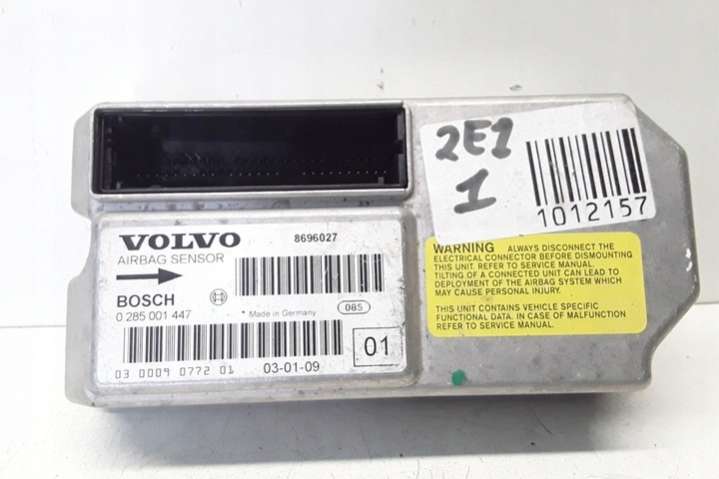 2E2
1
1012157
VOLVO 8696027
AIRBAG SENSOR
BOSCH
0 285 001 447
* Made in Germany
085
01
03 0009 0772 01
03-01-09
WARNING ALWAYS DISCONNECT THE
ELECTRICAL CONNECTOR BEFORE DISMOUNTING
THIS UNIT. REFER TO SERVICE MANUAL.
TILTING OF A CONNECTED UNIT CAN LEAD TO
DEPLOYMENT OF THE AIRBAG SYSTEM WHICH
MAY CAUSE PERSONAL INJURY.
THIS UNIT CONTAINS VEHICLE SPECIFIC
FUNCTIONAL DATA. IN CASE OF MALFUNCTION
REFER TO SERVICE MANUAL.